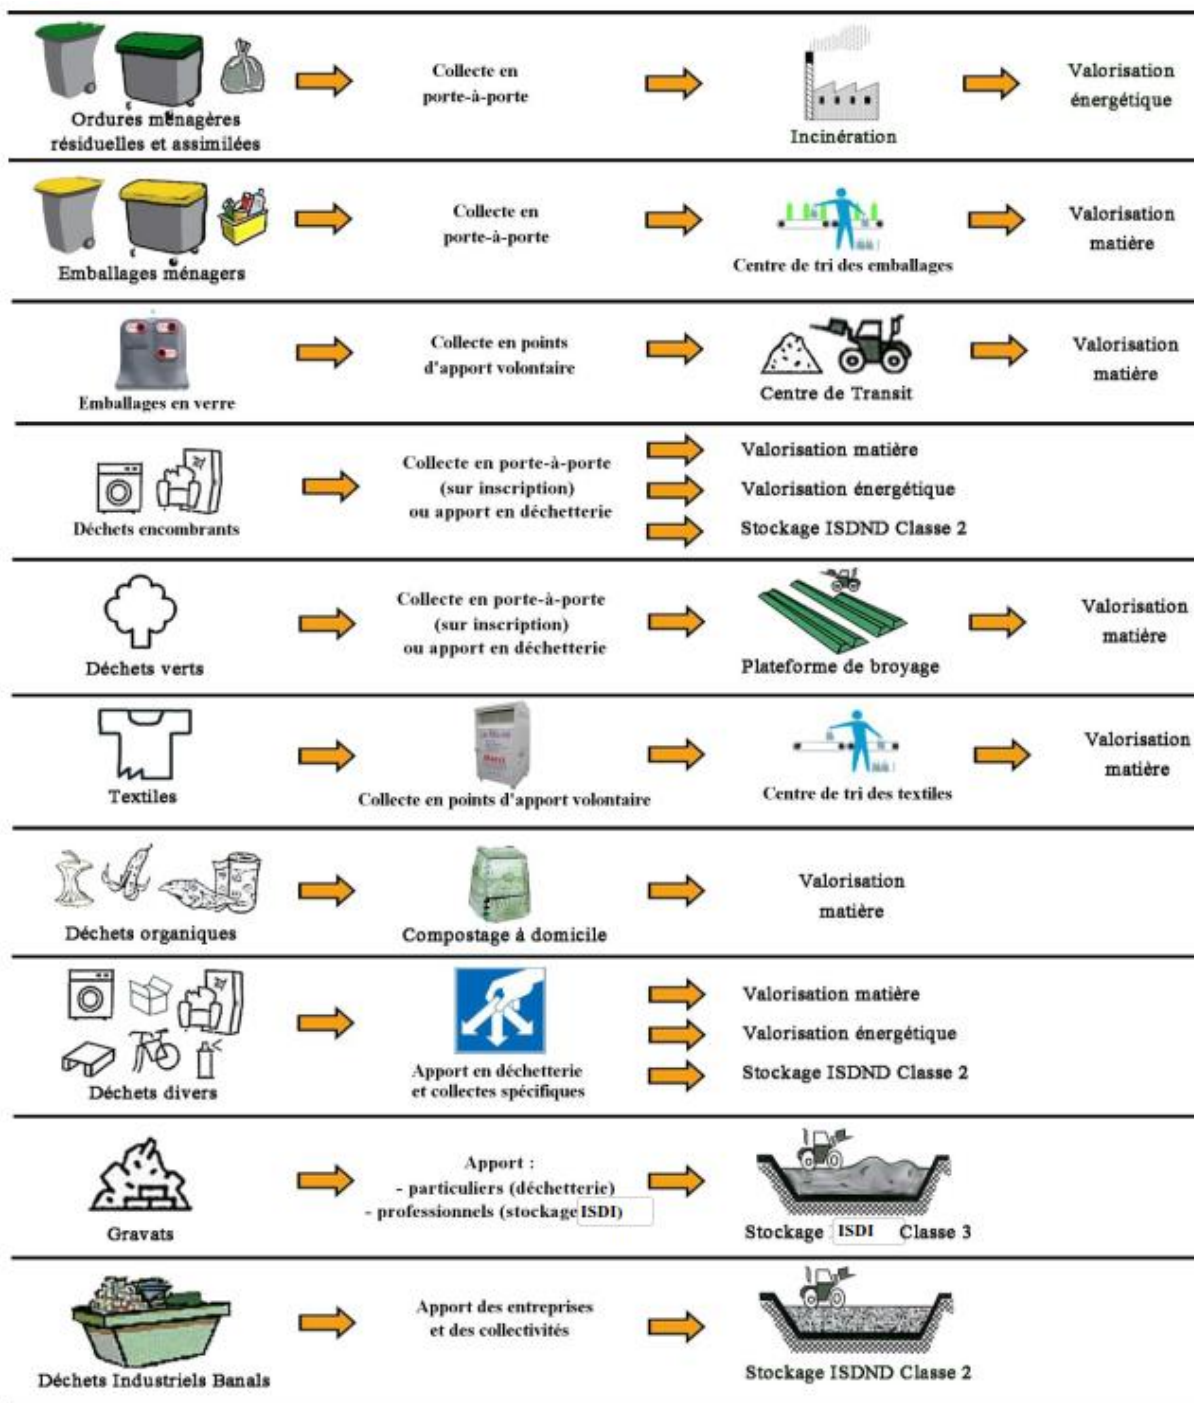 Ordures ménagères
résiduelles et assimilées
Collecte en
porte-à-porte
Incinération
Valorisation
énergétique
Emballages ménagers
Collecte en
porte-à-porte
Centre de tri des emballages
Valorisation
matière
Emballages en verre
Collecte en points
d'apport volontaire
Centre de Transit
Valorisation
matière
Déchets encombrants
Collecte en porte-à-porte
(sur inscription)
ou apport en déchetterie
Valorisation matière
Valorisation énergétique
Stockage ISDND Classe 2
Déchets verts
Collecte en porte-à-porte
(sur inscription)
ou apport en déchetterie
Plateforme de broyage
Valorisation
matière
Textiles
Collecte en points d'apport volontaire
Centre de tri des textiles
Valorisation
matière
Déchets organiques
Compostage à domicile
Valorisation
matière
Déchets divers
Apport en déchetterie
et collectes spécifiques
Valorisation matière
Valorisation énergétique
Stockage ISDND Classe 2
Gravats
Apport :
- particuliers (déchetterie)
- professionnels (stockage ISDI)
Stockage ISDI Classe 3
Déchets Industriels Banals
Apport des entreprises
et des collectivités
Stockage ISDND Classe 2